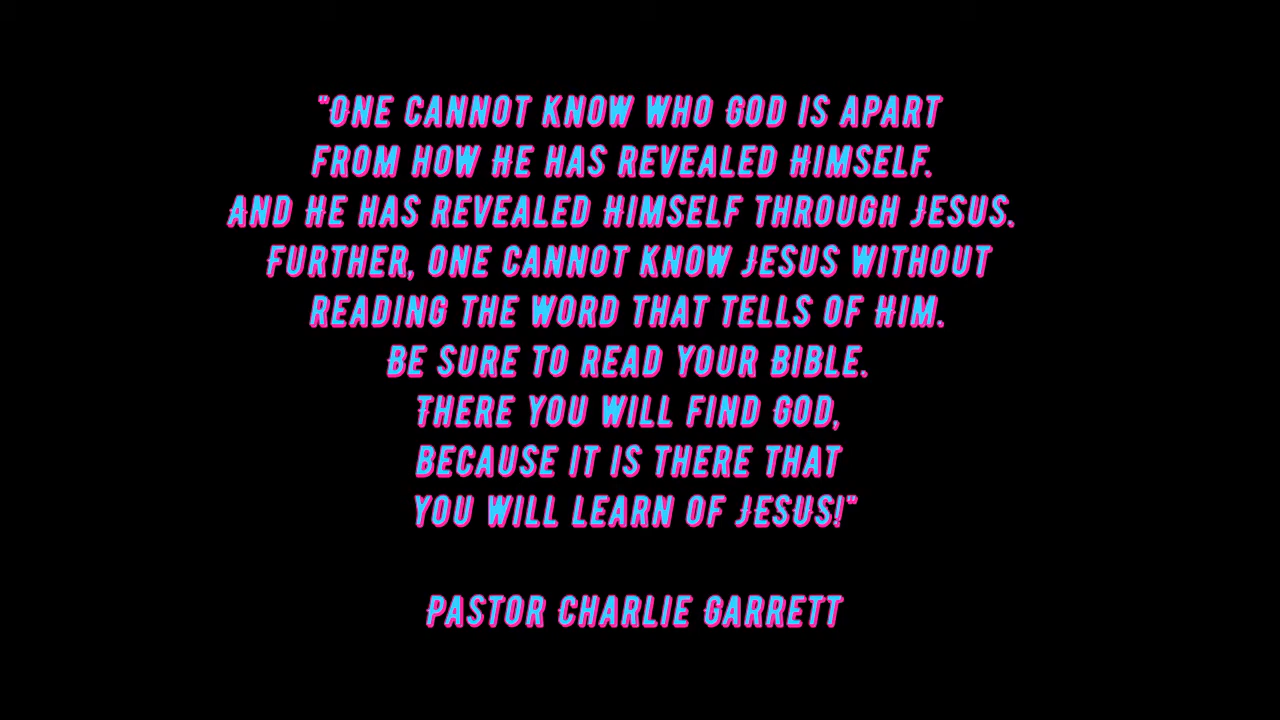 "One cannot know who God is apart
from how He has revealed Himself.
And He has revealed Himself through Jesus.
Further, one cannot know Jesus without
reading the word that tells of Him.
Be sure to read your Bible.
There you will find God,
because it is there that
you will learn of JESUS!"
Pastor Charlie Garrett